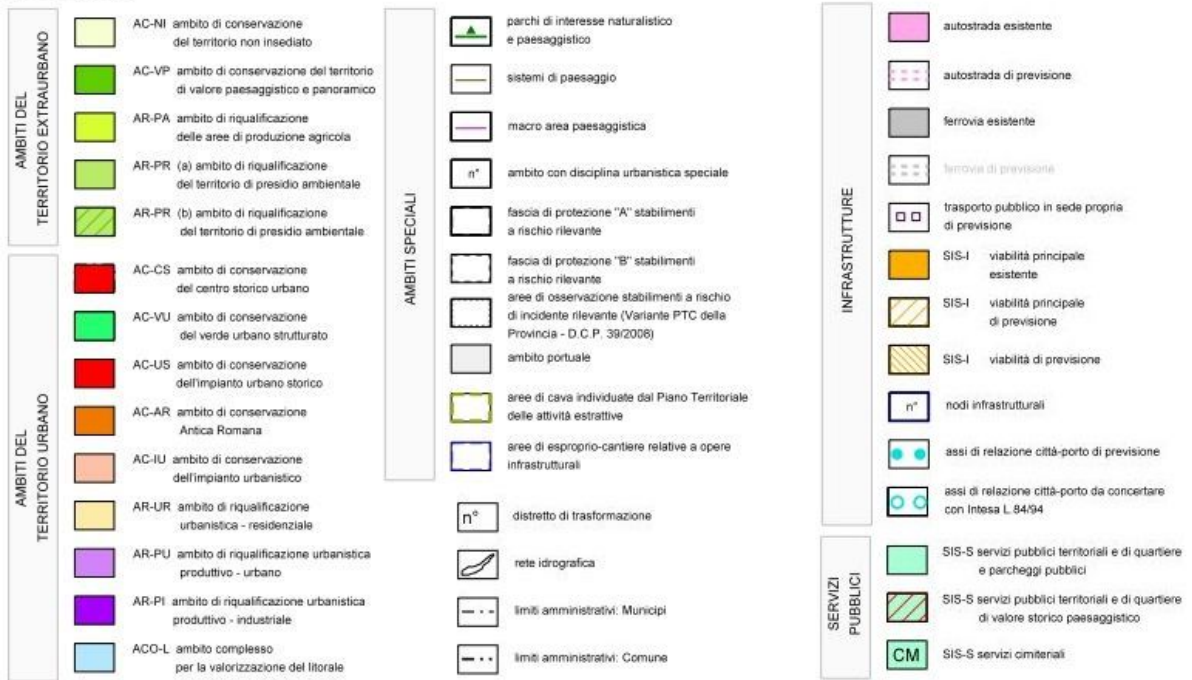 AMBITI DEL
TERRITORIO EXTRAURBANO
AC-NI ambito di conservazione
del territorio non insediato
AC-VP ambito di conservazione del territorio
di valore paesaggistico e panoramico
AR-PA ambito di riqualificazione
delle aree di produzione agricola
AR-PR (a) ambito di riqualificazione
del territorio di presidio ambientale
AR-PR (b) ambito di riqualificazione
del territorio di presidio ambientale
AMBITI DEL
TERRITORIO URBANO
AC-CS ambito di conservazione
del centro storico urbano
AC-VU ambito di conservazione
del verde urbano strutturato
AC-US ambito di conservazione
dell'impianto urbano storico
AC-AR ambito di conservazione
Antica Romana
AC-IU ambito di conservazione
dell'impianto urbanistico
AR-UR ambito di riqualificazione
urbanistica - residenziale
AR-PU ambito di riqualificazione urbanistica
produttivo - urbano
AR-PI ambito di riqualificazione urbanistica
produttivo - industriale
ACO-L ambito complesso
per la valorizzazione del litorale
AMBITI SPECIALI
parchi di interesse naturalistico
e paesaggistico
sistemi di paesaggio
macro area paesaggistica
n° ambito con disciplina urbanistica speciale
fascia di protezione "A" stabilimenti
a rischio rilevante
fascia di protezione "B" stabilimenti
a rischio rilevante
aree di osservazione stabilimenti a rischio
di incidente rilevante (Variante PTC della
Provincia - D.C.P. 39/2008)
ambito portuale
aree di cava individuate dal Piano Territoriale
delle attività estrattive
aree di esproprio-cantiere relative a opere
infrastrutturali
n° distretto di trasformazione
rete idrografica
limiti amministrativi: Municipi
limiti amministrativi: Comune
INFRASTRUTTURE
autostrada esistente
autostrada di previsione
ferrovia esistente
ferrovia di previsione
trasporto pubblico in sede propria
di previsione
SIS-I viabilità principale
esistente
SIS-I viabilità principale
di previsione
SIS-I viabilità di previsione
n° nodi infrastrutturali
assi di relazione città-porto di previsione
assi di relazione città-porto da concertare
con Intesa L.84/94
SERVIZI
PUBBLICI
SIS-S servizi pubblici territoriali e di quartiere
e parcheggi pubblici
SIS-S servizi pubblici territoriali e di quartiere
di valore storico paesaggistico
CM SIS-S servizi cimiteriali